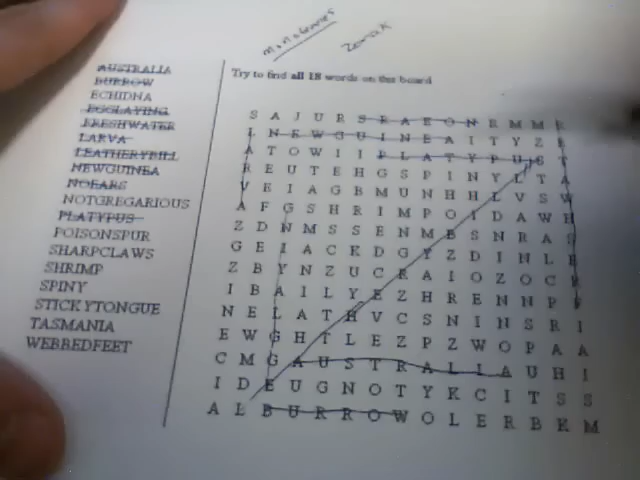 AUSTRALIA
BURROW
ECHIDNA
EGGLAYING
FRESHWATER
LARVA
LEATHERYBILL
NEWGUINEA
NOEARS
NOTGREGARIOUS
PLATYPUS
POISONSPUR
SHARPCLAWS
SHRIMP
SPINY
STICKYTONGUE
TASMANIA
WEBBEDFEET
Try to find all 18 words on this board
S A J U R S R A E O N R M M R
L N E W G U I N E A I T Y Z E
A T O W I I P L A T Y P U S T
R E U T E H G S P I N Y L T A
V E I A G B M U N H H L V S W
A F G S H R I M P O I D A W H
Z D N M S S E N M B S N R A S
G E I A C K D G Y Z D I N L E
Z B Y N Z U C R A I O Z O C R
I B A I L Y E Z H R E N N P F
N E L A T H V C S N I N S R I
E W G H T L E Z P Z W O P A A
C M G A U S T R A L I A U H I
I D E U G N O T Y K C I T S S
A L B U R R O W O L E R B K M